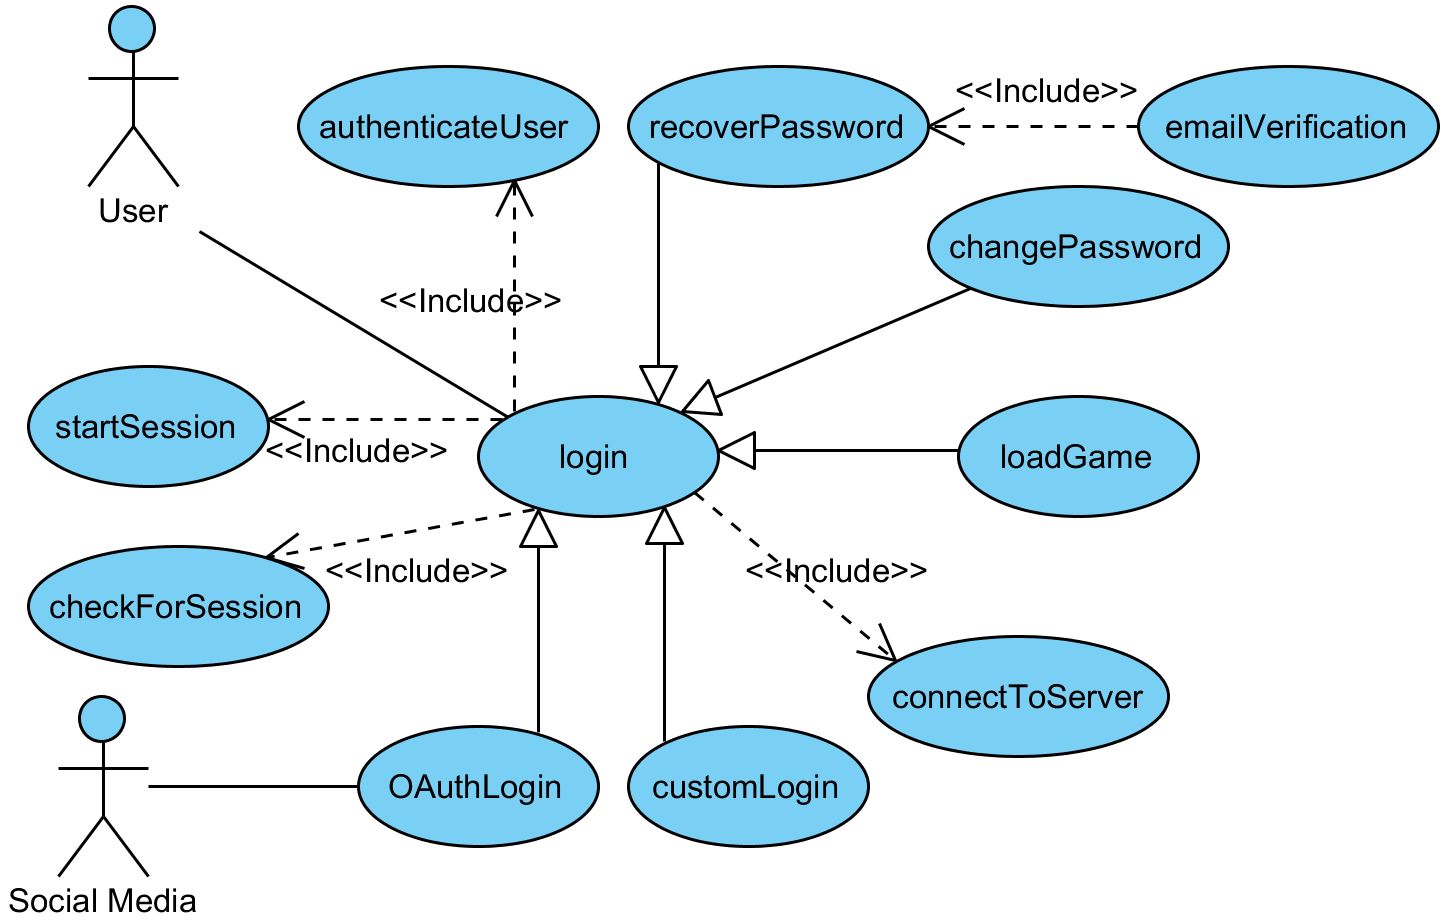 <<Include>>
authenticateUser
recoverPassword
emailVerification
User
changePassword
<<Include>>
startSession
<<Include>>
login
loadGame
<<Include>>
<<Include>>
checkForSession
connectToServer
OAuthLogin
customLogin
Social Media